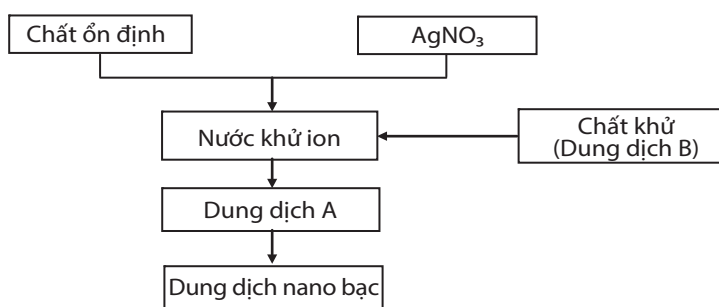 Chất ổn định
AgNO₃
Nước khử ion
Chất khử
(Dung dịch B)
Dung dịch A
Dung dịch nano bạc